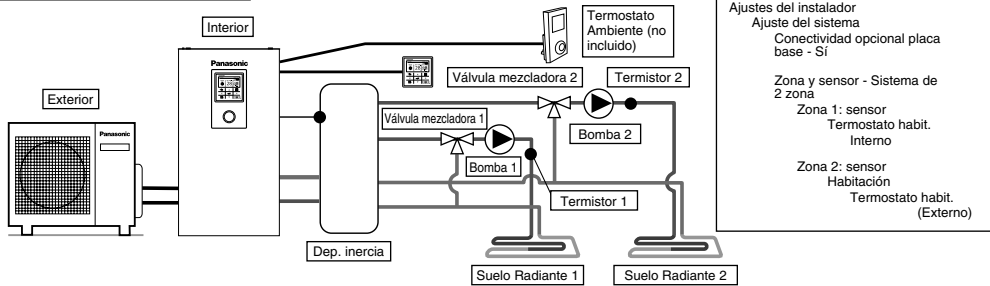 Interior
Termostato
Ambiente (no
incluido)
Panasonic
Exterior
Panasonic
Válvula mezcladora 2
Termistor 2
Válvula mezcladora 1
Bomba 2
Bomba 1
Termistor 1
Dep. inercia
Suelo Radiante 1
Suelo Radiante 2
Ajustes del instalador
Ajuste del sistema
Conectividad opcional placa
base - Sí
Zona y sensor - Sistema de
2 zona
Zona 1: sensor
Termostato habit.
Interno
Zona 2: sensor
Habitación
Termostato habit.
(Externo)